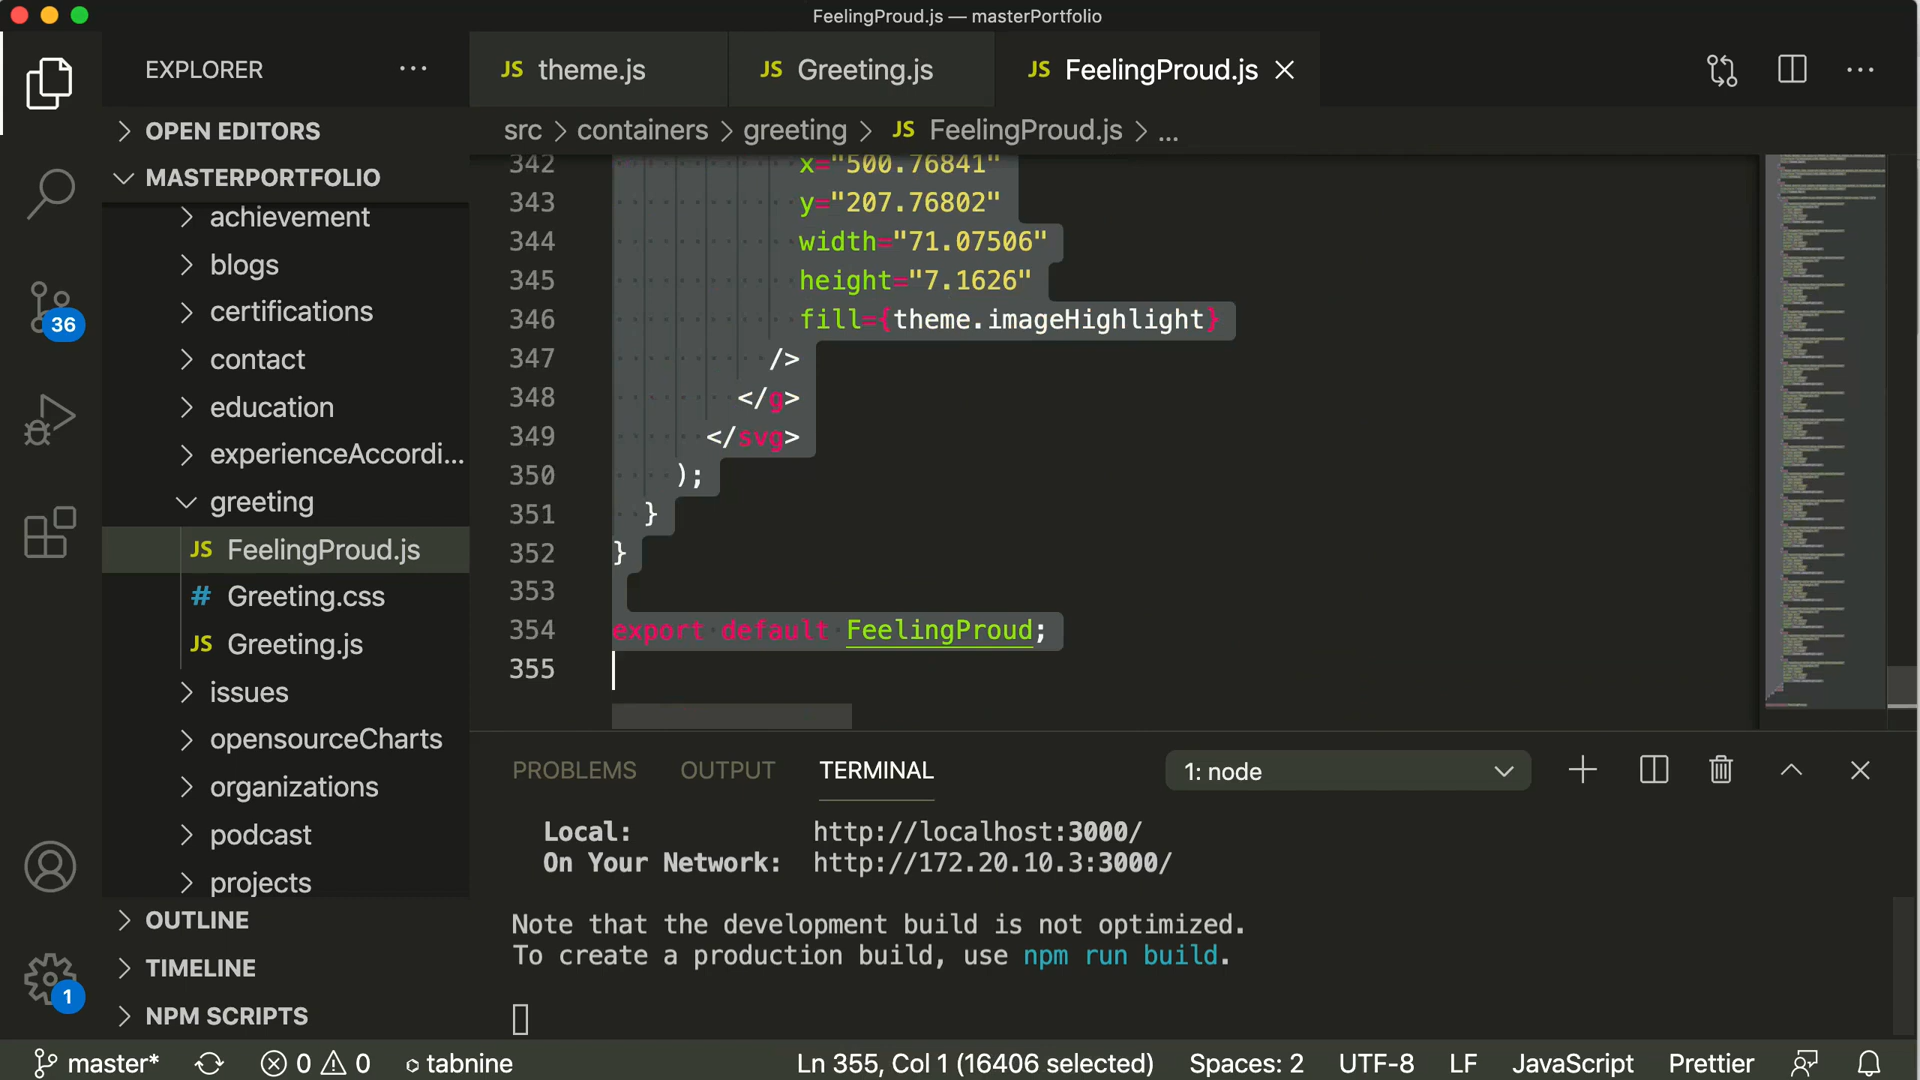 FeelingProud.js — masterPortfolio
EXPLORER
JS theme.js
JS Greeting.js
JS FeelingProud.js
OPEN EDITORS
src > containers > greeting > JS FeelingProud.js > ...
MASTERPORTFOLIO
achievement
blogs
certifications
contact
education
experienceAccordi...
greeting
JS FeelingProud.js
# Greeting.css
JS Greeting.js
issues
opensourceCharts
organizations
podcast
projects
OUTLINE
TIMELINE
NPM SCRIPTS
36
1
342 x="500.76841"
343 y="207.76802"
344 width="71.07506"
345 height="7.1626"
346 fill={theme.imageHighlight}
347 />
348 </g>
349 </svg>
350 );
351 }
352 }
353
354 export default FeelingProud;
355
PROBLEMS OUTPUT TERMINAL 1: node
Local: http://localhost:3000/
On Your Network: http://172.20.10.3:3000/
Note that the development build is not optimized.
To create a production build, use npm run build.
master* 0 0 tabnine Ln 355, Col 1 (16406 selected) Spaces: 2 UTF-8 LF JavaScript Prettier